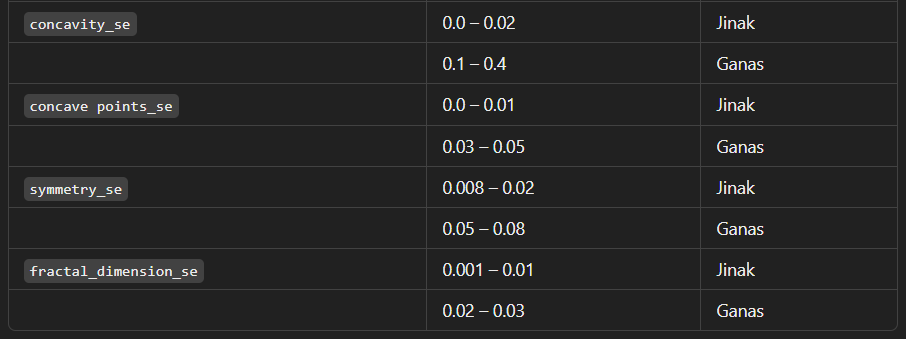 concavity_se 0.0 – 0.02 Jinak
0.1 – 0.4 Ganas
concave points_se 0.0 – 0.01 Jinak
0.03 – 0.05 Ganas
symmetry_se 0.008 – 0.02 Jinak
0.05 – 0.08 Ganas
fractal_dimension_se 0.001 – 0.01 Jinak
0.02 – 0.03 Ganas